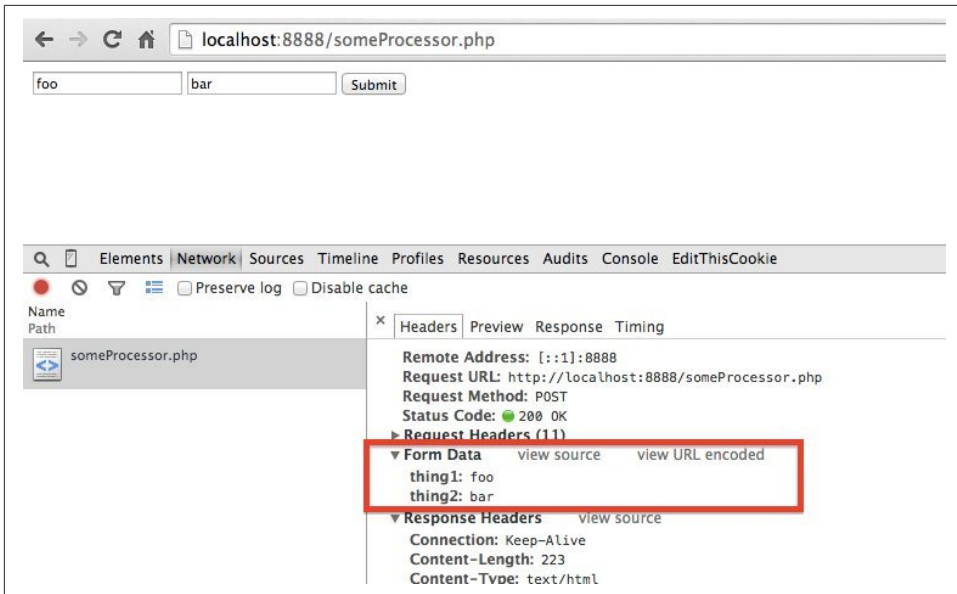 localhost:8888/someProcessor.php
foo bar Submit
Elements Network Sources Timeline Profiles Resources Audits Console EditThisCookie
Preserve log Disable cache
Name
Path
× Headers Preview Response Timing
someProcessor.php
Remote Address: [::1]:8888
Request URL: http://localhost:8888/someProcessor.php
Request Method: POST
Status Code: 200 OK
Request Headers (11)
Form Data view source view URL encoded
thing1: foo
thing2: bar
Response Headers view source
Connection: Keep-Alive
Content-Length: 223
Content-Type: text/html